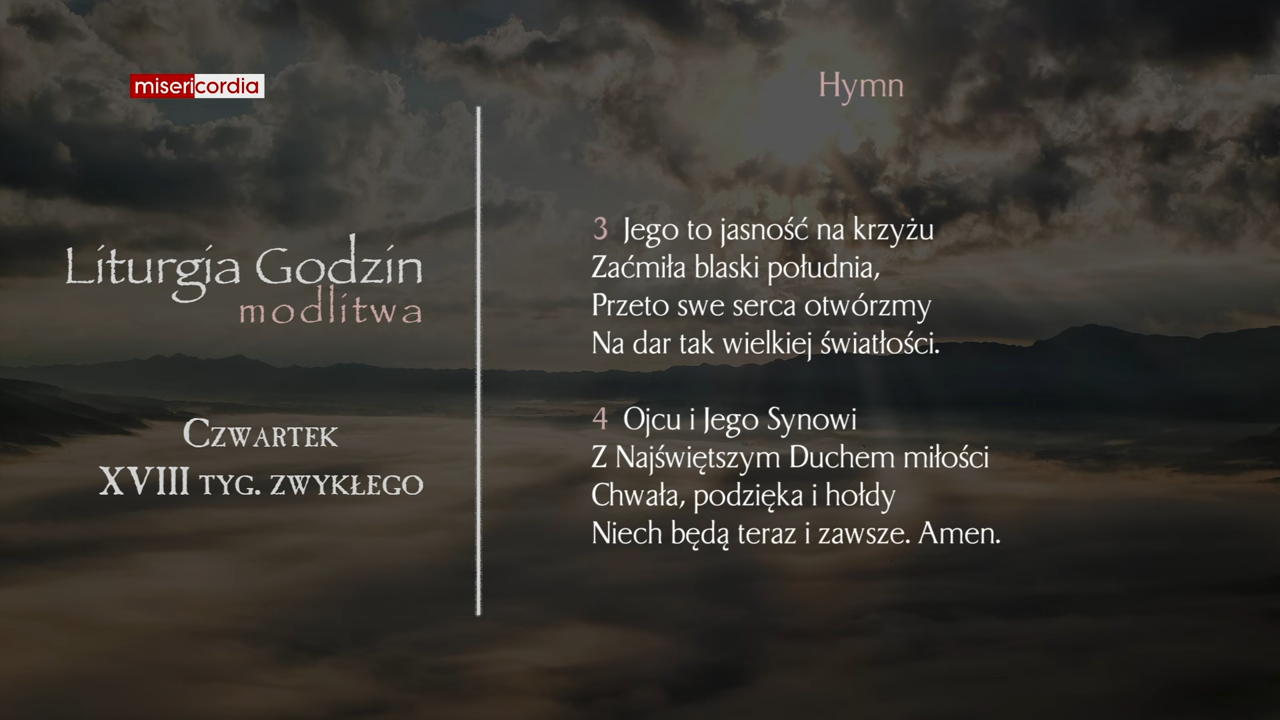 misericordia
Liturgia Godzin
modlitwa
Czwartek
XVIII tyg. zwykłego
Hymn
3 Jego to jasność na krzyżu
Zaćmiła blaski południa,
Przeto swe serca otwórzmy
Na dar tak wielkiej światłości.
4 Ojcu i Jego Synowi
Z Najświętszym Duchem miłości
Chwała, podzięka i hołdy
Niech będą teraz i zawsze. Amen.